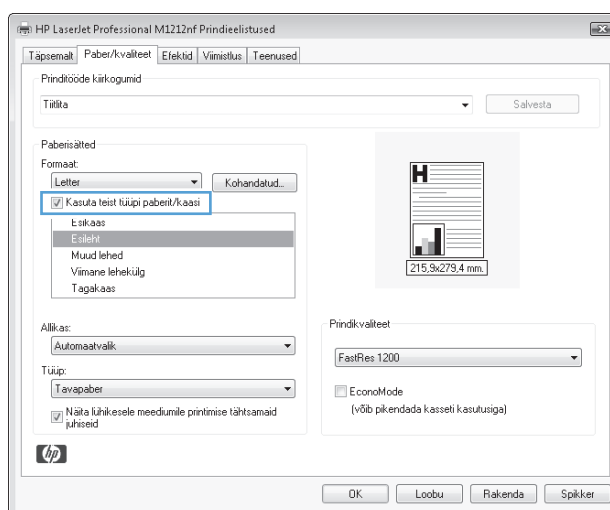 HP LaserJet Professional M1212nf Prindieelistused
Täpsemalt Paber/kvaliteet Efektid Viimistlus Teenused
Prinditööde kiirkogumid
Tiitlita
Salvesta
Paberisätted
Formaat:
Letter
Kohandatud...
Kasuta teist tüüpi paberit/kaasi
Esikaas
Esileht
Muud lehed
Viimane lehekülg
Tagakaas
Allikas:
Automaatvalik
Tüüp:
Tavapaber
Näita lühikesele meediumile printimise tähtsamaid
juhiseid
H
215,9x279,4 mm.
Prindikvaliteet
FastRes 1200
EconoMode
(võib pikendada kasseti kasutusiga)
hp
OK Loobu Rakenda Spikker